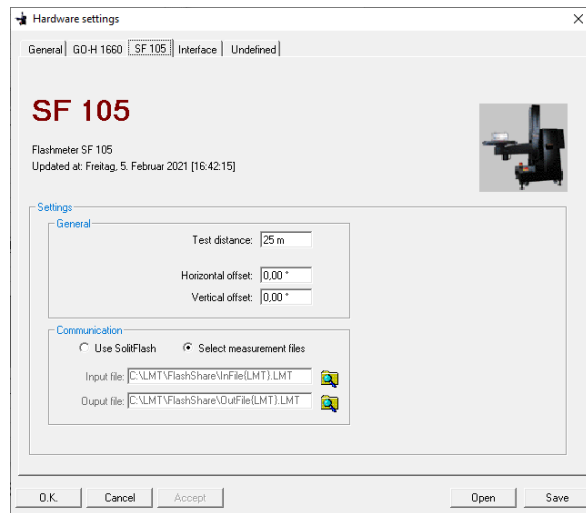 Hardware settings
General GO-H 1660 SF 105 Interface Undefined
SF 105
Flashmeter SF 105
Updated at: Freitag, 5. Februar 2021 [16:42:15]
Settings
General
Test distance: 25 m
Horizontal offset: 0,00 °
Vertical offset: 0,00 °
Communication
Use SolitFlash Select measurement files
Input file: C:\LMT\FlashShare\InFile{LMT}.LMT
Ouput file: C:\LMT\FlashShare\OutFile{LMT}.LMT
O.K. Cancel Accept Open Save